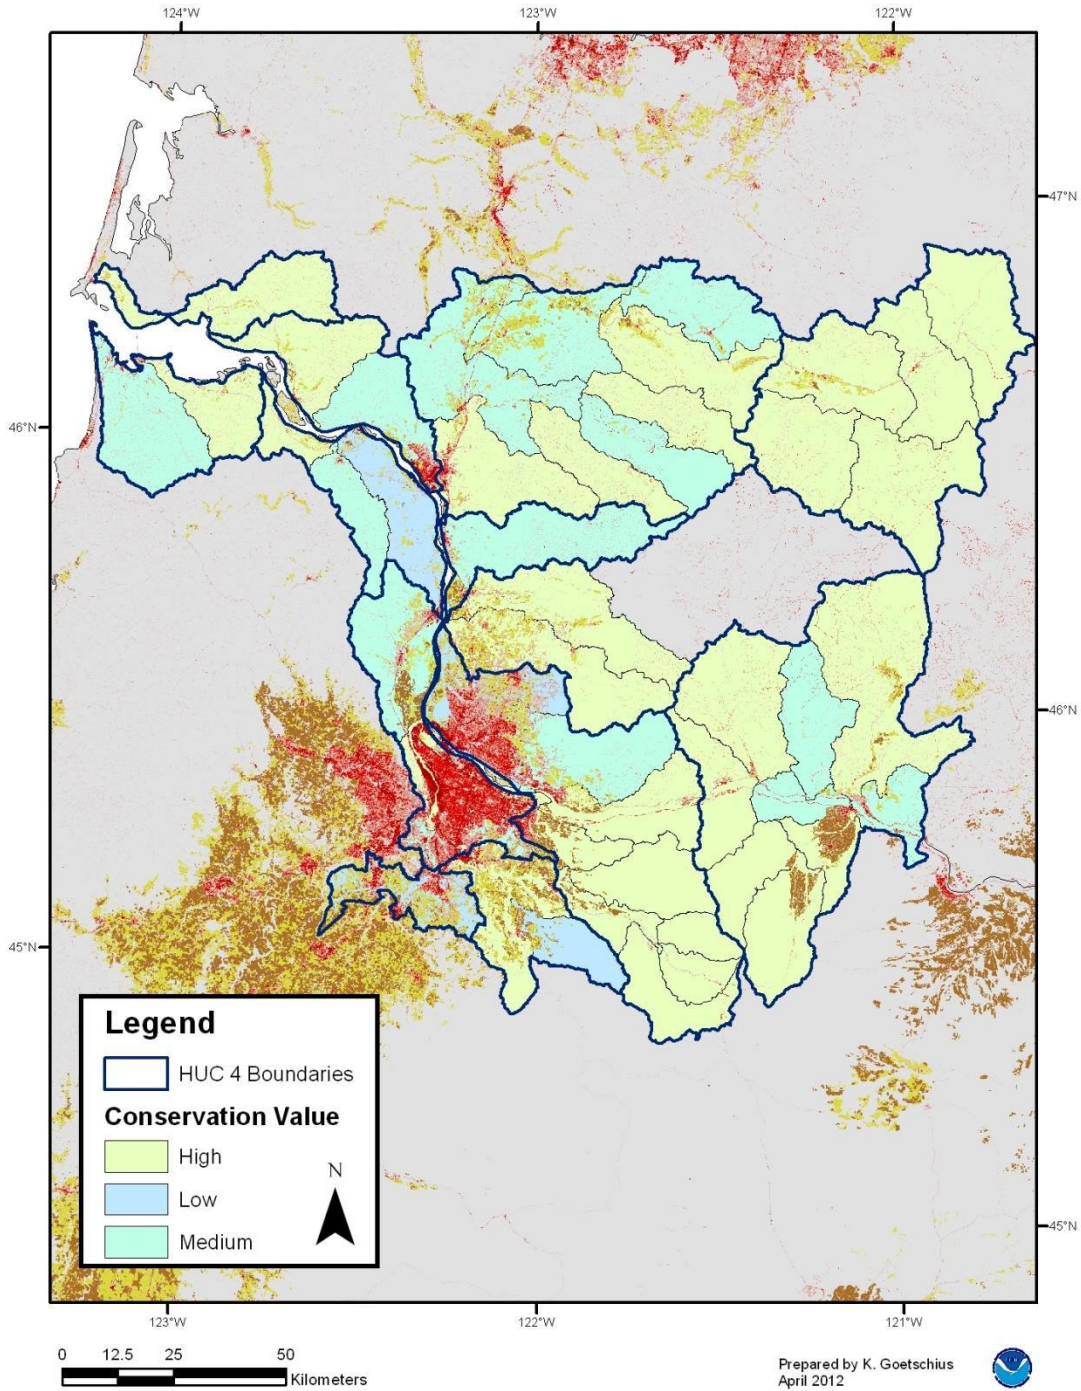 124°W 123°W 122°W
47°N
46°N
46°N
45°N
45°N
Legend
HUC 4 Boundaries
Conservation Value
High
Low
Medium
N
123°W 122°W 121°W
0 12.5 25 50
Kilometers
Prepared by K. Goetschius
April 2012